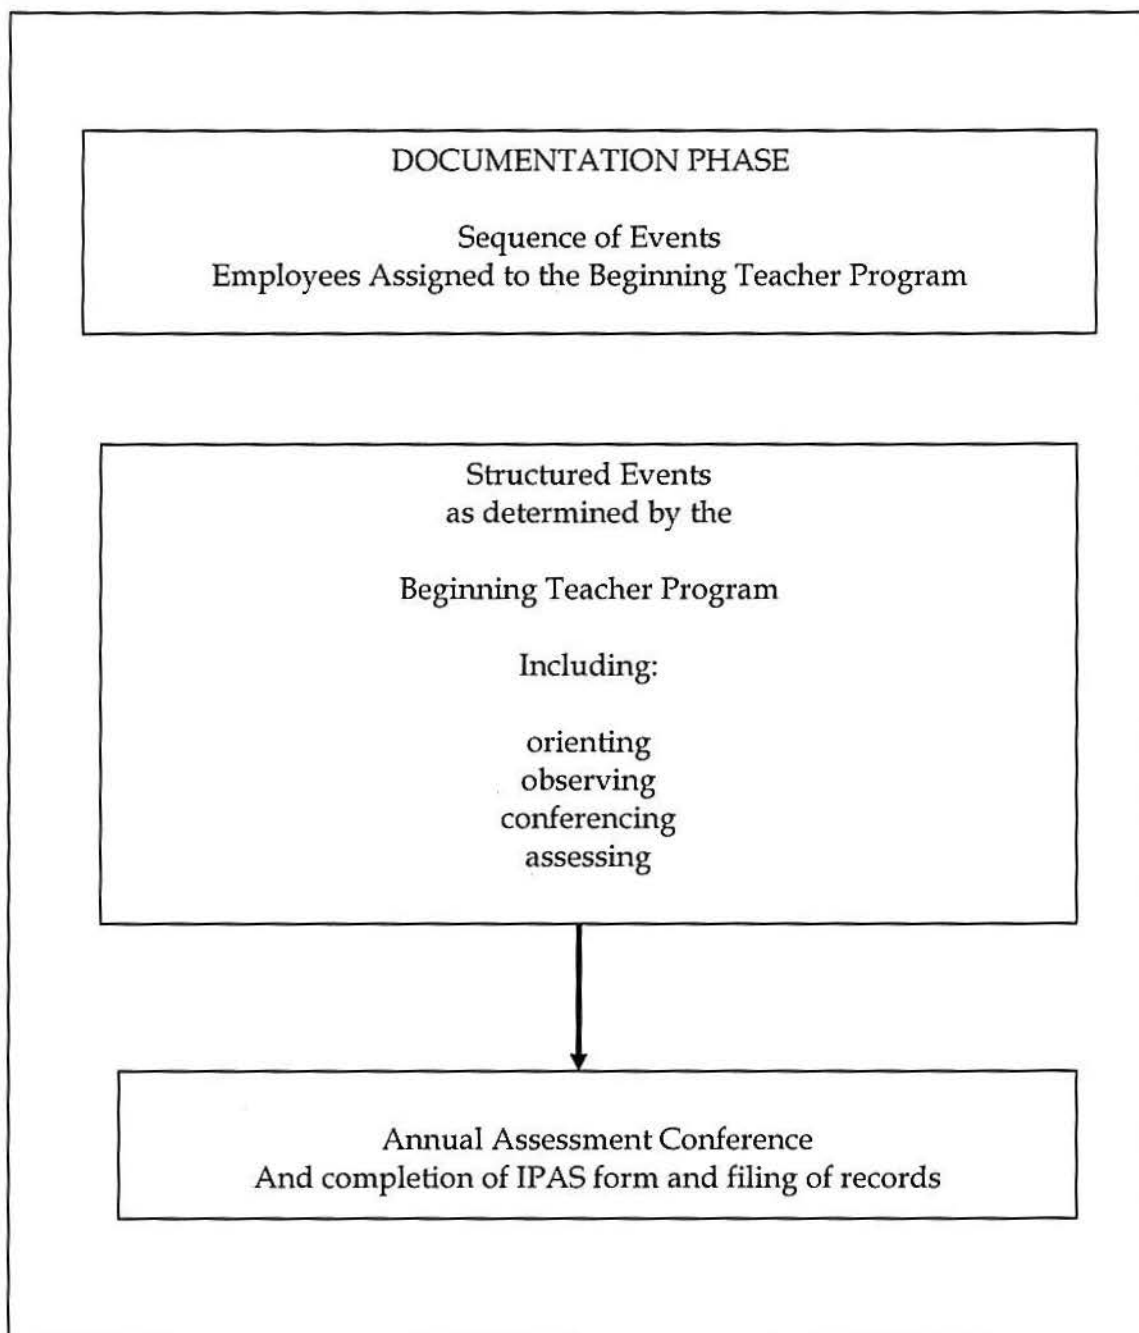 DOCUMENTATION PHASE
Sequence of Events
Employees Assigned to the Beginning Teacher Program
Structured Events
as determined by the
Beginning Teacher Program
Including:
orienting
observing
conferencing
assessing
Annual Assessment Conference
And completion of IPAS form and filing of records